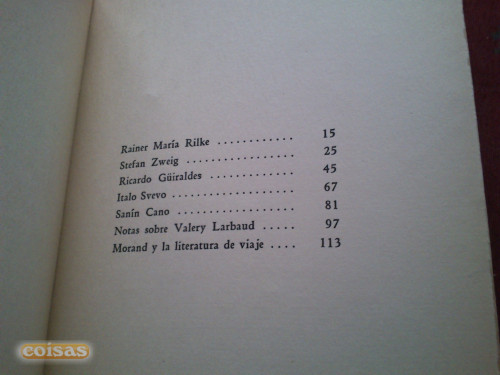 Rainer María Rilke ............ 15
Stefan Zweig ................ 25
Ricardo Güiraldes ............ 45
Italo Svevo .................. 67
Sanín Cano .................. 81
Notas sobre Valery Larbaud ..... 97
Morand y la literatura de viaje .... 113
coisas